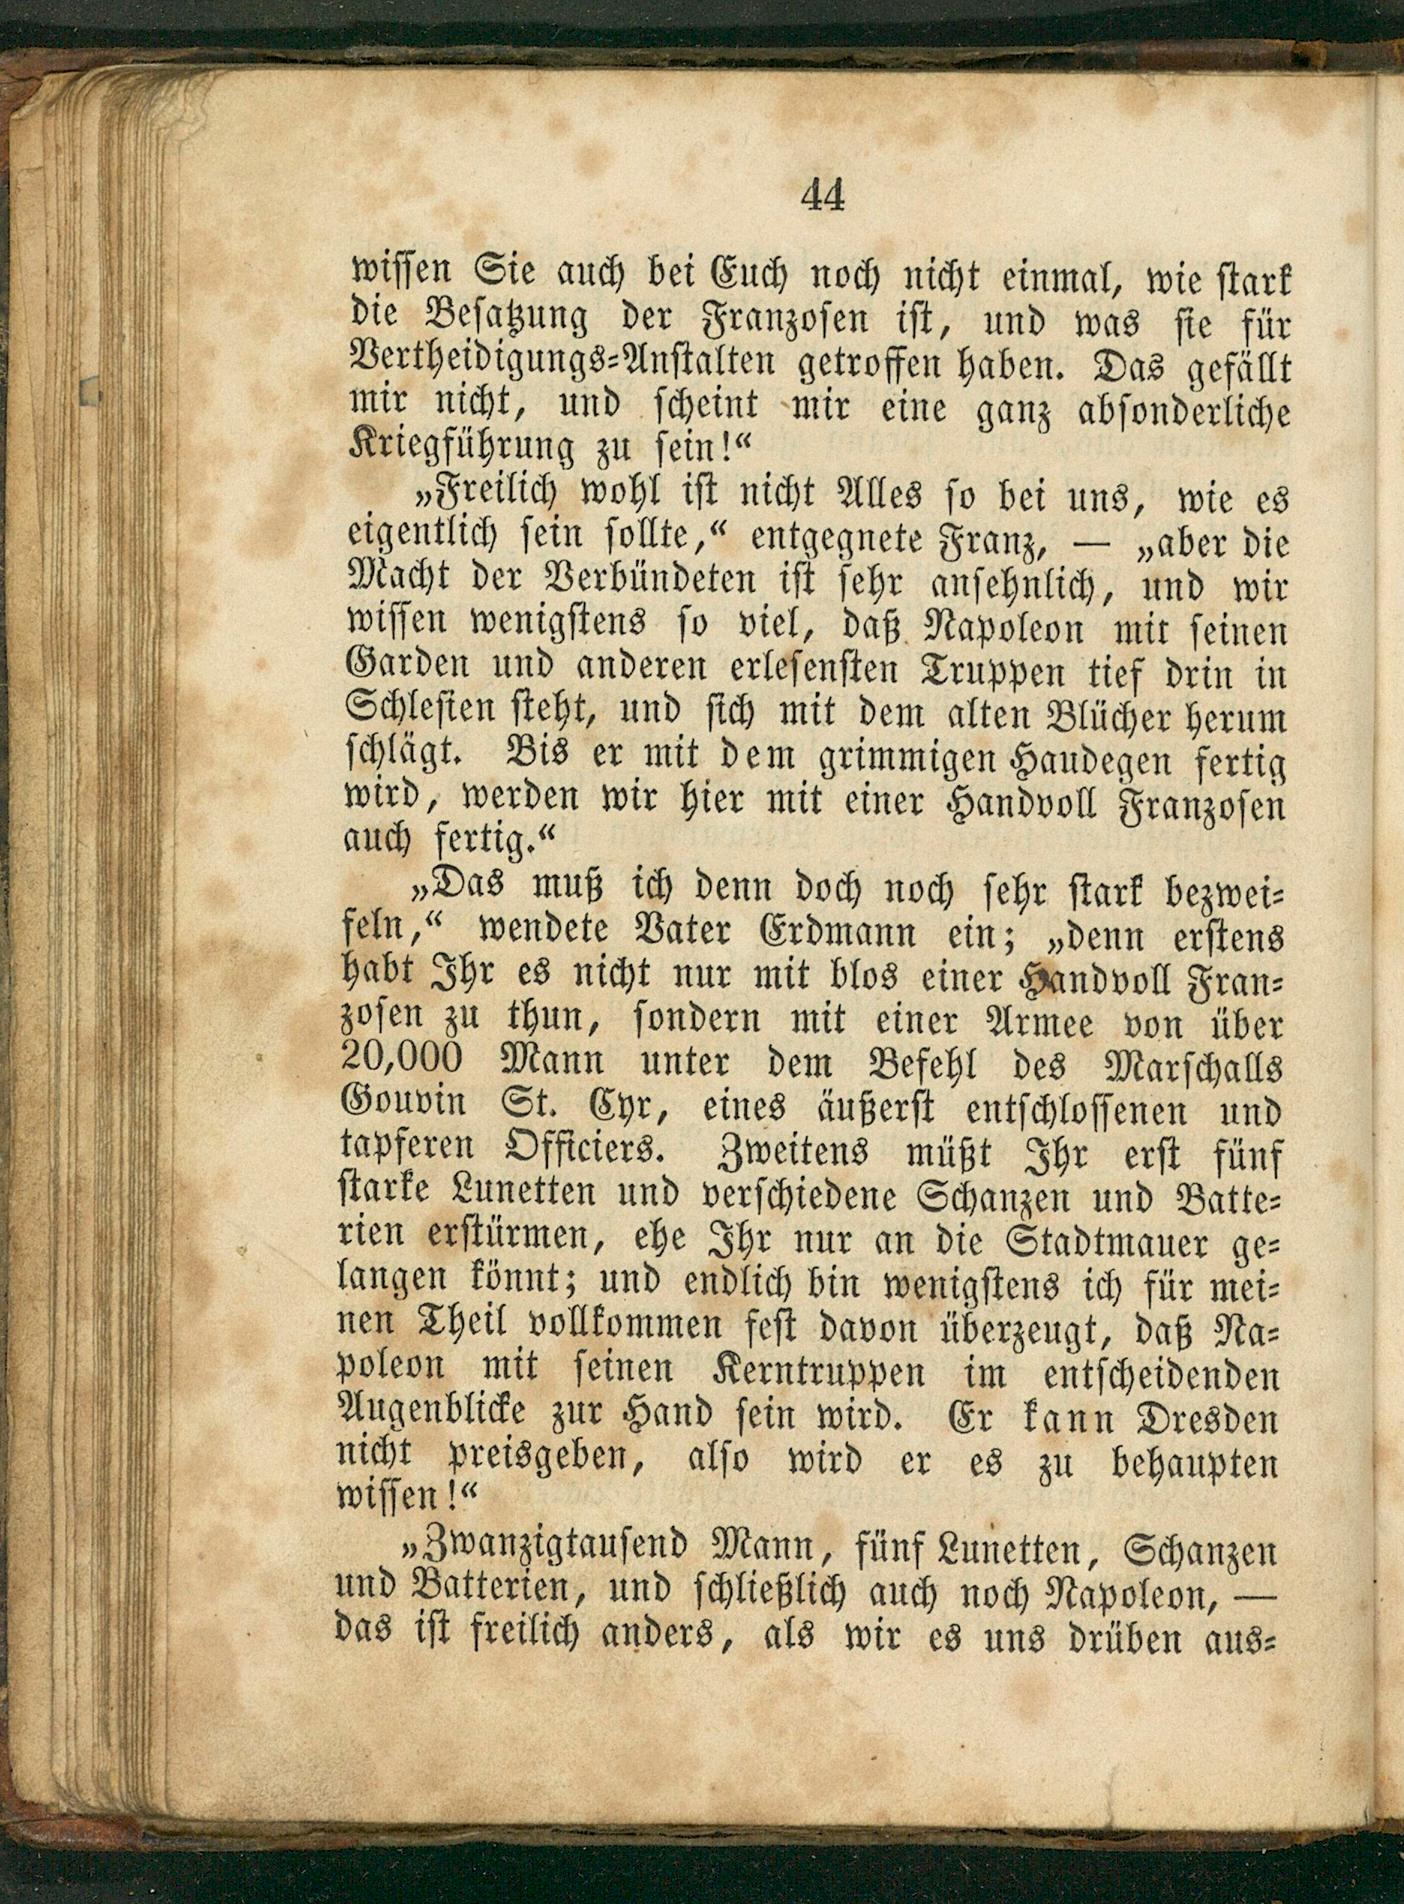 44
wissen Sie auch bei Euch noch nicht einmal, wie stark
die Besatzung der Franzosen ist, und was sie für
Vertheidigungs-Anstalten getroffen haben. Das gefällt
mir nicht, und scheint mir eine ganz absonderliche
Kriegführung zu sein!“
„Freilich wohl ist nicht Alles so bei uns, wie es
eigentlich sein sollte,“ entgegnete Franz, — „aber die
Macht der Verbündeten ist sehr ansehnlich, und wir
wissen wenigstens so viel, daß Napoleon mit seinen
Garden und anderen erlesensten Truppen tief drin in
Schlesien steht, und sich mit dem alten Blücher herum
schlägt. Bis er mit dem grimmigen Haudegen fertig
wird, werden wir hier mit einer Handvoll Franzosen
auch fertig.“
„Das muß ich denn doch noch sehr stark bezwei-
feln,“ wendete Vater Erdmann ein; „denn erstens
habt Ihr es nicht nur mit blos einer Handvoll Fran-
zosen zu thun, sondern mit einer Armee von über
20,000 Mann unter dem Befehl des Marschalls
Gouvin St. Cyr, eines äußerst entschlossenen und
tapferen Officiers. Zweitens müßt Ihr erst fünf
starke Lunetten und verschiedene Schanzen und Batte-
rien erstürmen, ehe Ihr nur an die Stadtmauer ge-
langen könnt; und endlich bin wenigstens ich für mei-
nen Theil vollkommen fest davon überzeugt, daß Na-
poleon mit seinen Kerntruppen im entscheidenden
Augenblicke zur Hand sein wird. Er kann Dresden
nicht preisgeben, also wird er es zu behaupten
wissen!“
„Zwanzigtausend Mann, fünf Lunetten, Schanzen
und Batterien, und schließlich auch noch Napoleon, —
das ist freilich anders, als wir es uns drüben aus-